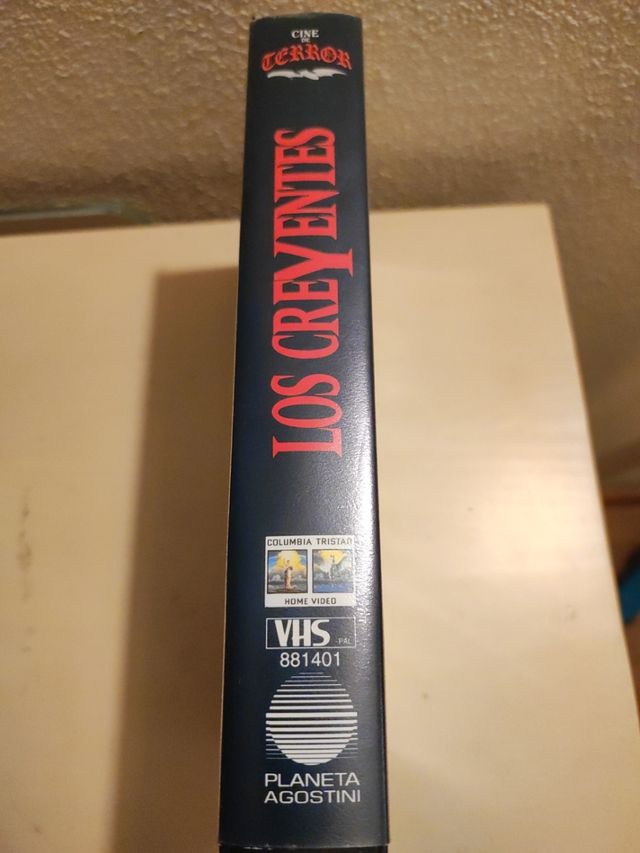 CINE
DE
TERROR
LOS CREYENTES
COLUMBIA TRISTAR
HOME VIDEO
VHS -PAL
881401
PLANETA
AGOSTINI